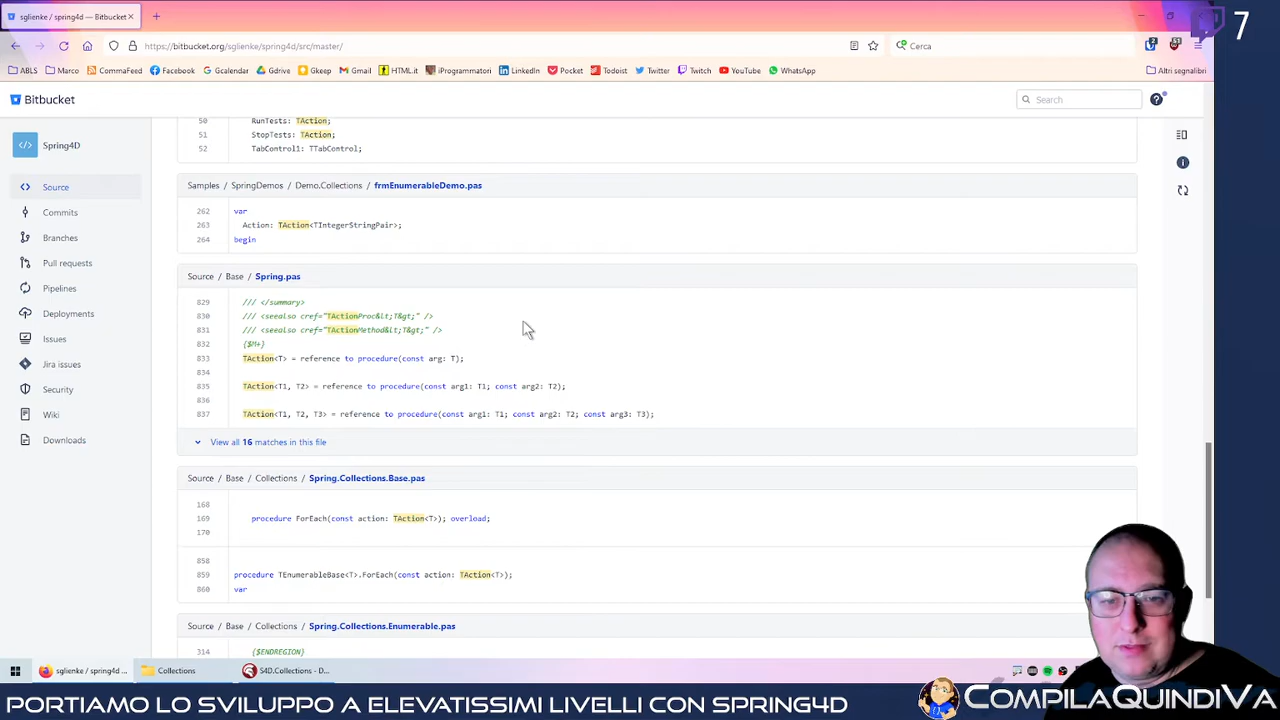 sglienke / spring4d — Bitbucket
7
https://bitbucket.org/sglienke/spring4d/src/master/
Cerca
2
51
ABLS
Marco
CommaFeed
Facebook
Gcalendar
Gdrive
Gkeep
Gmail
HTML.it
iProgrammatori
LinkedIn
Pocket
Todoist
Twitter
Twitch
YouTube
WhatsApp
Altri segnalibri
Bitbucket
Search
Spring4D
Source
Commits
Branches
Pull requests
Pipelines
Deployments
Issues
Jira issues
Security
Wiki
Downloads
50 RunTests: TAction;
51 StopTests: TAction;
52 TabControl1: TTabControl;
Samples / SpringDemos / Demo.Collections / frmEnumerableDemo.pas
262 var
263 Action: TAction<TIntegerStringPair>;
264 begin
Source / Base / Spring.pas
829 /// </summary>
830 /// <seealso cref="TActionProc&lt;T&gt;" />
831 /// <seealso cref="TActionMethod&lt;T&gt;" />
832 {$M+}
833 TAction<T> = reference to procedure(const arg: T);
834
835 TAction<T1, T2> = reference to procedure(const arg1: T1; const arg2: T2);
836
837 TAction<T1, T2, T3> = reference to procedure(const arg1: T1; const arg2: T2; const arg3: T3);
View all 16 matches in this file
Source / Base / Collections / Spring.Collections.Base.pas
168
169 procedure ForEach(const action: TAction<T>); overload;
170
858
859 procedure TEnumerableBase<T>.ForEach(const action: TAction<T>);
860 var
Source / Base / Collections / Spring.Collections.Enumerable.pas
314 {$ENDREGION}
sglienke / spring4d ...
Collections
S4D.Collections - D...
PORTIAMO LO SVILUPPO A ELEVATISSIMI LIVELLI CON SPRING4D
COMPILAQUINDIVA